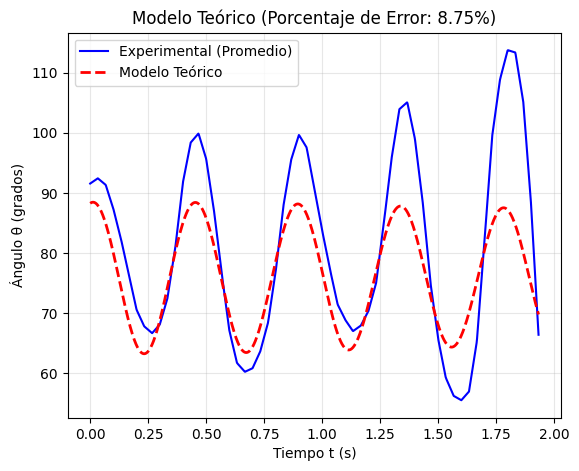 Modelo Teórico (Porcentaje de Error: 8.75%)
Experimental (Promedio)
Modelo Teórico
Ángulo θ (grados)
110
100
90
80
70
60
0.00 0.25 0.50 0.75 1.00 1.25 1.50 1.75 2.00
Tiempo t (s)